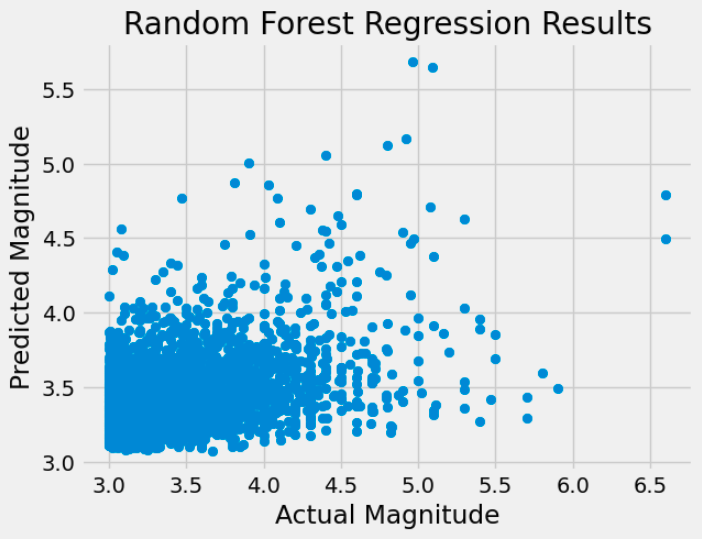 Random Forest Regression Results
Predicted Magnitude
5.5
5.0
4.5
4.0
3.5
3.0
3.0 3.5 4.0 4.5 5.0 5.5 6.0 6.5
Actual Magnitude